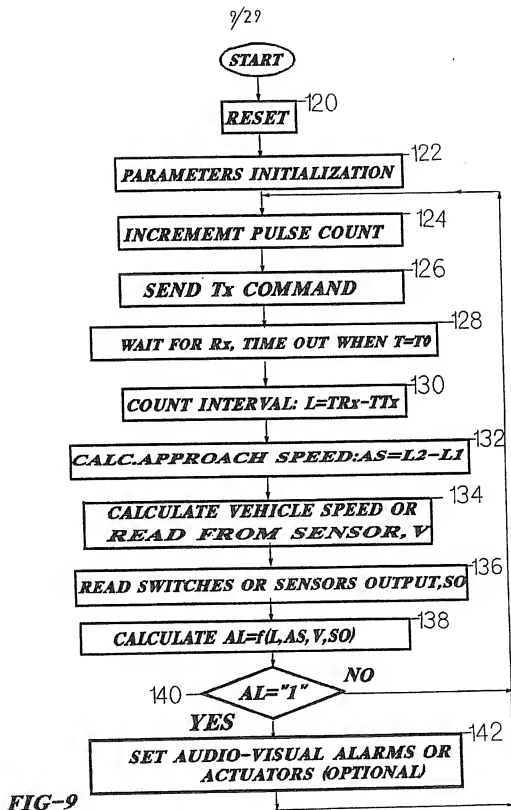 9/29
START
120
RESET
122
PARAMETERS INITIALIZATION
124
INCREMEMT PULSE COUNT
126
SEND Tx COMMAND
128
WAIT FOR Rx, TIME OUT WHEN T=T0
130
COUNT INTERVAL: L=TRx-TTx
132
CALC.APPROACH SPEED:AS=L2-L1
134
CALCULATE VEHICLE SPEED OR
READ FROM SENSOR, V
136
READ SWITCHES OR SENSORS OUTPUT,SO
138
CALCULATE AL=f(L,AS,V,SO)
140
AL="1"
NO
YES
142
SET AUDIO-VISUAL ALARMS OR
ACTUATORS (OPTIONAL)
FIG-9